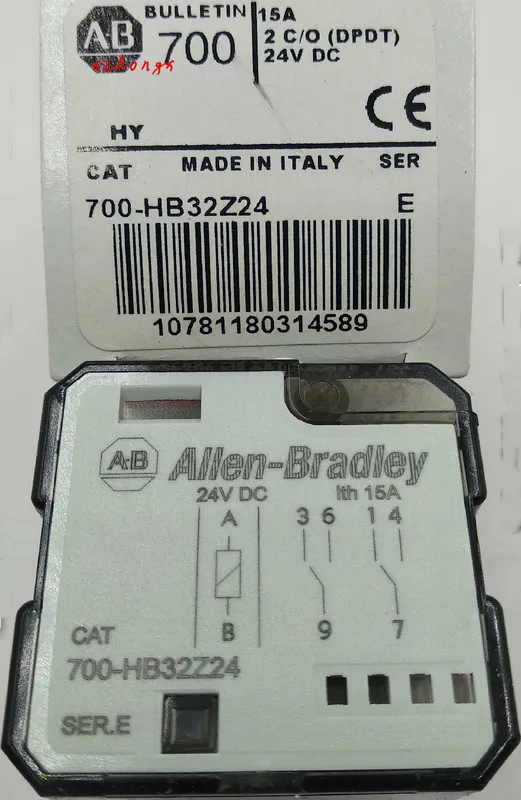 AB
BULLETIN
700
15A
2 C/O (DPDT)
24V DC
CE
HY
CAT
MADE IN ITALY
SER
700-HB32Z24
E
10781180314589
AB Allen-Bradley
24V DC
Ith 15A
A
3 6 1 4
B
9 7
CAT
700-HB32Z24
SER.E